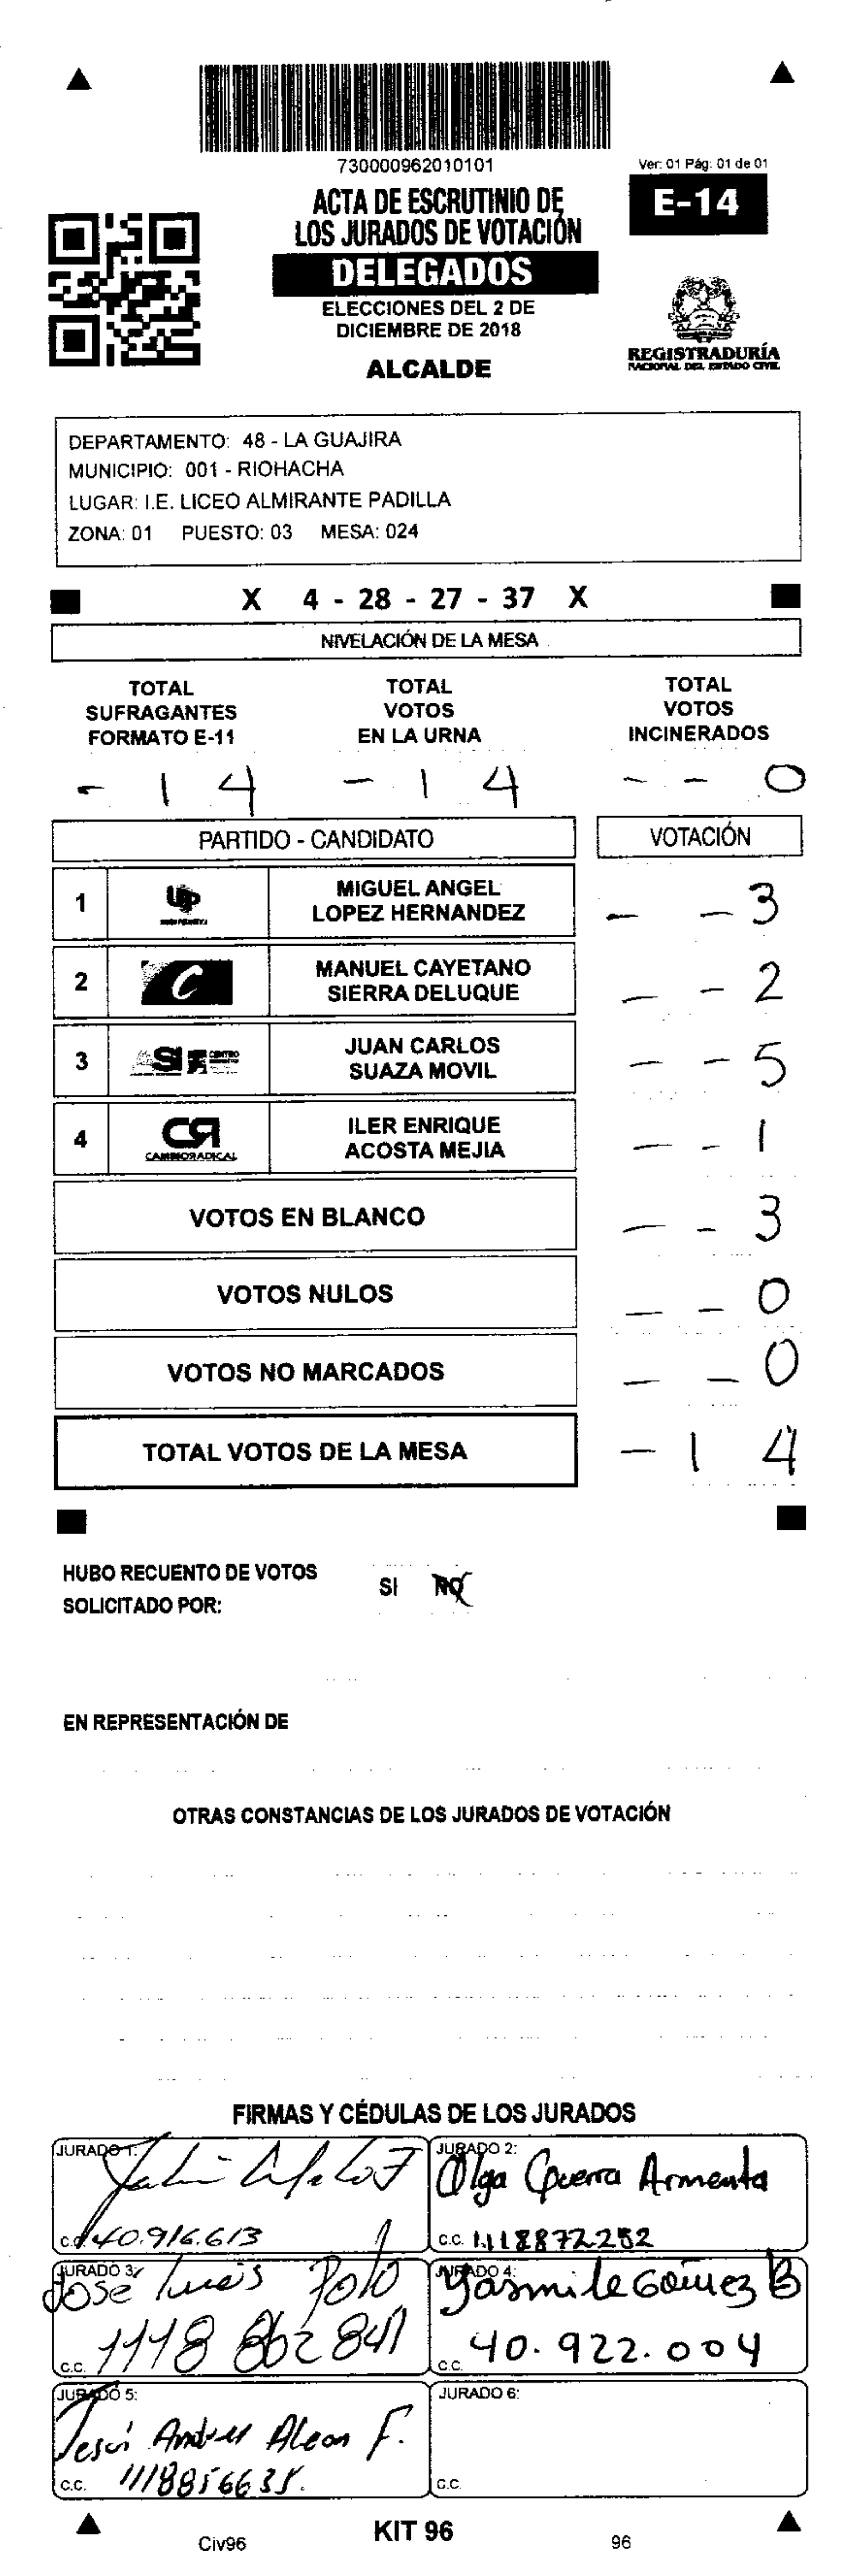 730000962010101
Ver: 01 Pág: 01 de 01
ACTA DE ESCRUTINIO DE
LOS JURADOS DE VOTACIÓN
E-14
DELEGADOS
ELECCIONES DEL 2 DE
DICIEMBRE DE 2018
ALCALDE
REGISTRADURÍA
NACIONAL DEL ESTADO CIVIL
DEPARTAMENTO: 48 - LA GUAJIRA
MUNICIPIO: 001 - RIOHACHA
LUGAR: I.E. LICEO ALMIRANTE PADILLA
ZONA: 01 PUESTO: 03 MESA: 024
X 4 - 28 - 27 - 37 X
NIVELACIÓN DE LA MESA
TOTAL SUFRAGANTES FORMATO E-11
TOTAL VOTOS EN LA URNA
TOTAL VOTOS INCINERADOS
- 1 4 - 1 4 - - 0
PARTIDO - CANDIDATO VOTACIÓN
1 UP MIGUEL ANGEL
LOPEZ HERNANDEZ - - 3
2 C MANUEL CAYETANO
SIERRA DELUQUE - - 2
3 ASI CENTRO JUAN CARLOS
SUAZA MOVIL - - 5
4 CR CAMBIO RADICAL ILER ENRIQUE
ACOSTA MEJIA - - 1
VOTOS EN BLANCO - - 3
VOTOS NULOS - - 0
VOTOS NO MARCADOS - - 0
TOTAL VOTOS DE LA MESA - 1 4
HUBO RECUENTO DE VOTOS SI NO
SOLICITADO POR:
EN REPRESENTACIÓN DE
OTRAS CONSTANCIAS DE LOS JURADOS DE VOTACIÓN
FIRMAS Y CÉDULAS DE LOS JURADOS
JURADO 1:
c.c. 40.916.613
JURADO 2:
Olga Guerra Armenta
c.c. 1118872252
JURADO 3:
Jose Luis Polo
c.c. 1118 862 841
JURADO 4:
Yasmile Gómez B
c.c. 40.922.004
JURADO 5:
Jesús Andres Alcon F.
c.c. 1118856635.
JURADO 6:
c.c.
Civ96
KIT 96
96